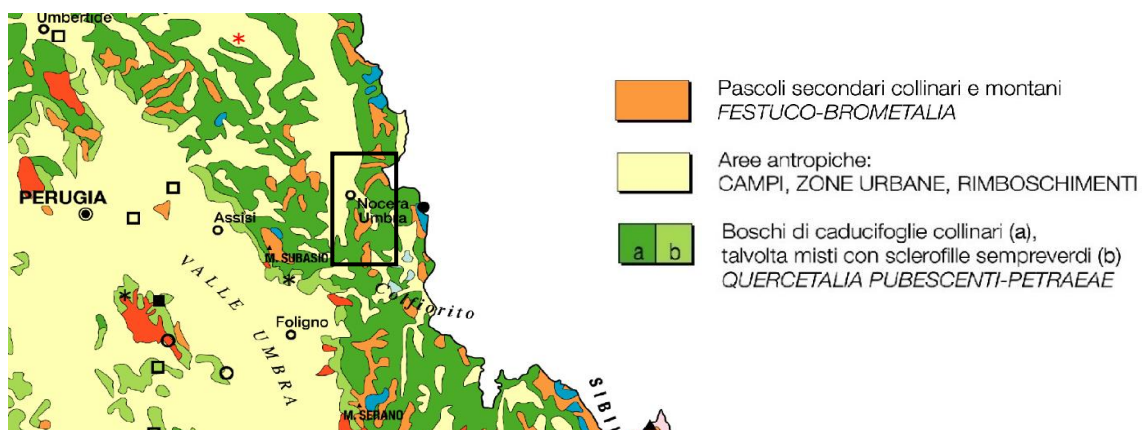 Umbertide
PERUGIA
Assisi
Nocera
Umbra
M. SUBASIO
VALLE UMBRA
Colfiorito
Foligno
M. SERANO
SIBIL
Pascoli secondari collinari e montani
FESTUCO-BROMETALIA
Aree antropiche:
CAMPI, ZONE URBANE, RIMBOSCHIMENTI
a b
Boschi di caducifoglie collinari (a),
talvolta misti con sclerofille sempreverdi (b)
QUERCETALIA PUBESCENTI-PETRAEAE